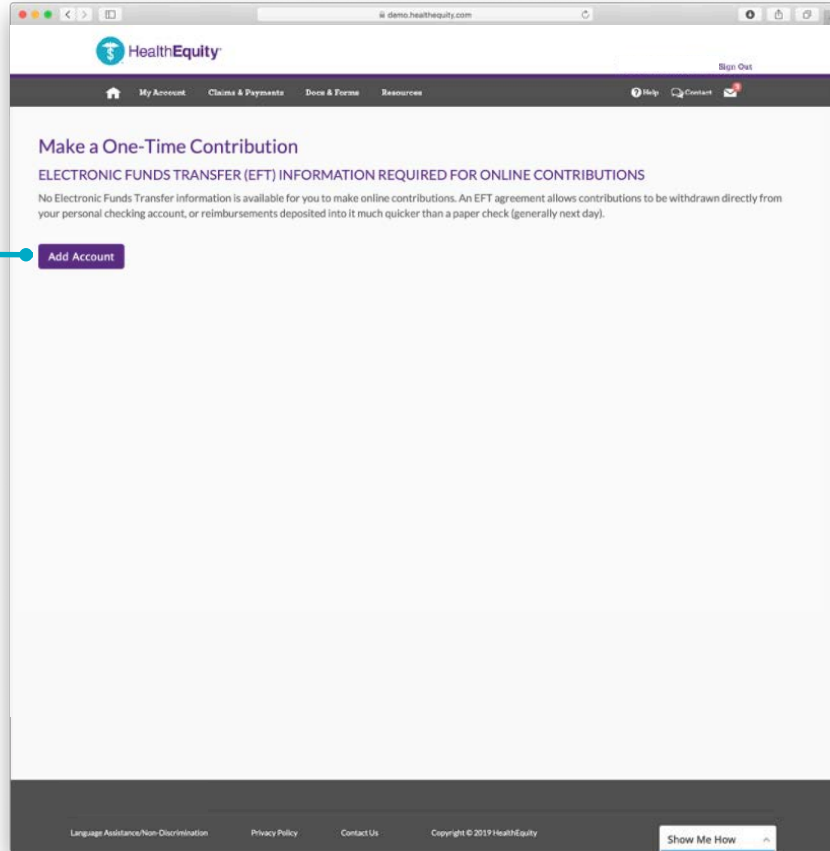 demo.healthequity.com
HealthEquity
Sign Out
My Account Claims & Payments Docs & Forms Resources Help Contact
Make a One-Time Contribution
ELECTRONIC FUNDS TRANSFER (EFT) INFORMATION REQUIRED FOR ONLINE CONTRIBUTIONS
No Electronic Funds Transfer information is available for you to make online contributions. An EFT agreement allows contributions to be withdrawn directly from
your personal checking account, or reimbursements deposited into it much quicker than a paper check (generally next day).
Add Account
Language Assistance/Non-Discrimination Privacy Policy Contact Us Copyright © 2019 HealthEquity
Show Me How